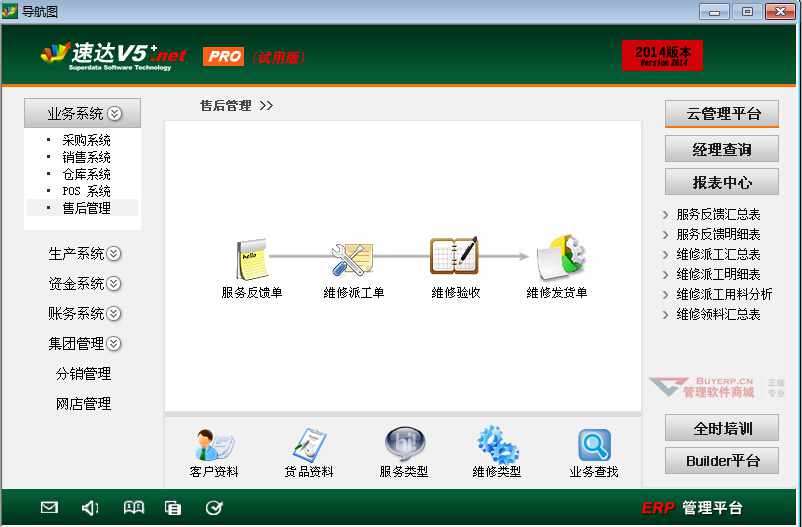 导航图
速达V5+.net PRO (试用版)
Superdata Software Technology
2014版本
Version 2014
业务系统
采购系统
销售系统
仓库系统
POS 系统
售后管理
生产系统
资金系统
账务系统
集团管理
分销管理
网店管理
售后管理 >>
hello
服务反馈单
维修派工单
维修验收
维修发货单
hi
客户资料
货品资料
服务类型
维修类型
业务查找
云管理平台
经理查询
报表中心
服务反馈汇总表
服务反馈明细表
维修派工汇总表
维修派工明细表
维修派工用料分析
维修领料汇总表
BUYERP.CN
管理软件商城
正版
专业
全时培训
Builder平台
ERP 管理平台